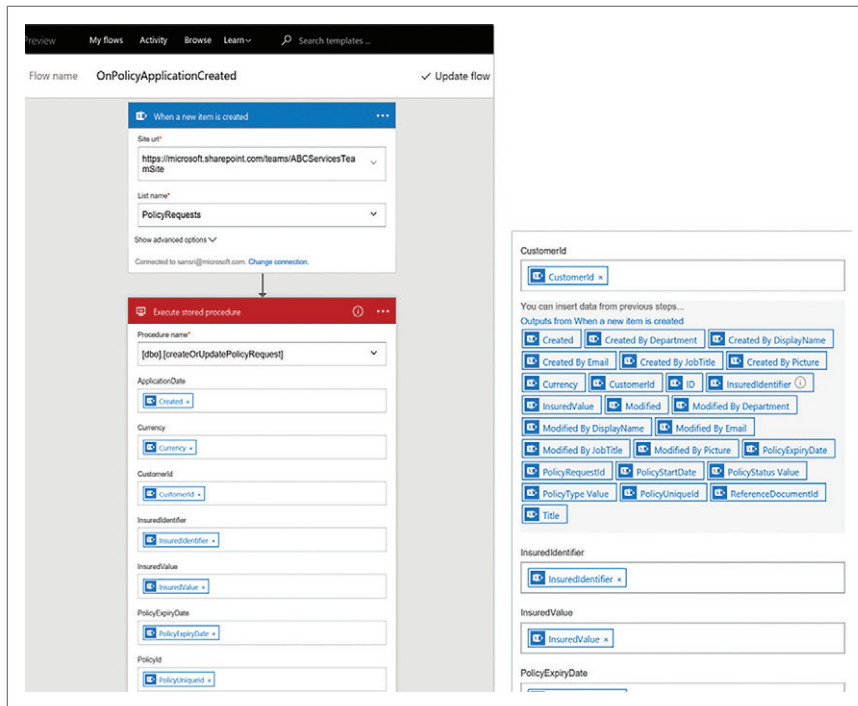 Preview My flows Activity Browse Learn Search templates ...
Flow name OnPolicyApplicationCreated Update flow
When a new item is created
Site url*
https://microsoft.sharepoint.com/teams/ABCServicesTea
mSite
List name*
PolicyRequests
Show advanced options
Connected to samsri@microsoft.com. Change connection.
Execute stored procedure
Procedure name*
[dbo].[createOrUpdatePolicyRequest]
ApplicationDate
Created ×
Currency
Currency ×
CustomerId
CustomerId ×
InsuredIdentifier
InsuredIdentifier ×
InsuredValue
InsuredValue ×
PolicyExpiryDate
PolicyExpiryDate ×
PolicyId
PolicyUniqueId ×
CustomerId
CustomerId ×
You can insert data from previous steps...
Outputs from When a new item is created
Created Created By Department Created By DisplayName
Created By Email Created By JobTitle Created By Picture
Currency CustomerId ID InsuredIdentifier
InsuredValue Modified Modified By Department
Modified By DisplayName Modified By Email
Modified By JobTitle Modified By Picture PolicyExpiryDate
PolicyRequestId PolicyStartDate PolicyStatus Value
PolicyType Value PolicyUniqueId ReferenceDocumentId
Title
InsuredIdentifier
InsuredIdentifier ×
InsuredValue
InsuredValue ×
PolicyExpiryDate